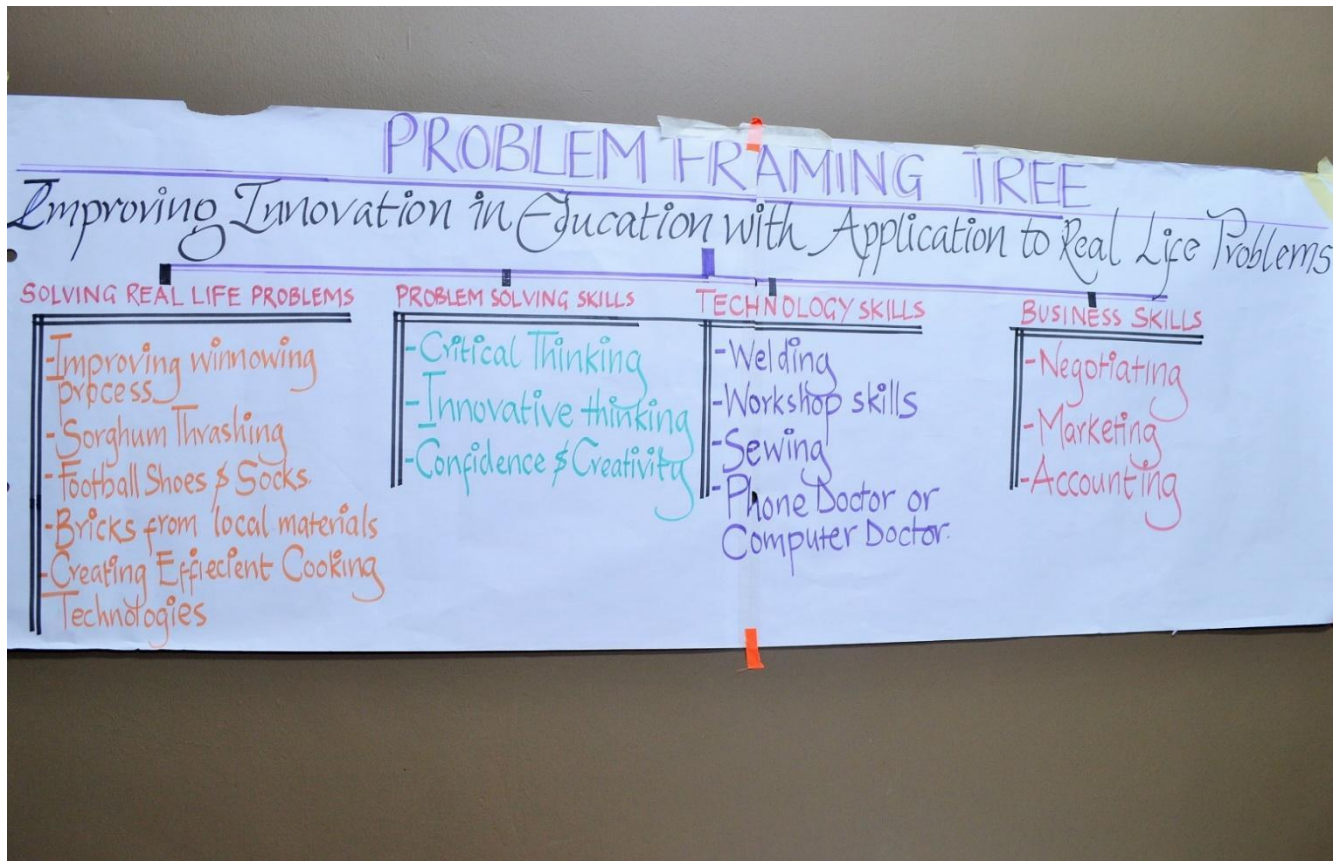 PROBLEM FRAMING TREE
Improving Innovation in Education with Application to Real Life Problems
SOLVING REAL LIFE PROBLEMS
-Improving winnowing
process
-Sorghum Thrashing
-Football Shoes & Socks.
-Bricks from local materials
-Creating Effiecient Cooking
Technologies
PROBLEM SOLVING SKILLS
-Critical Thinking
-Innovative thinking
-Confidence & Creativity
TECHNOLOGY SKILLS
-Welding
-Workshop skills
-Sewing
-Phone Doctor or
Computer Doctor.
BUSINESS SKILLS
-Negotiating
-Marketing
-Accounting